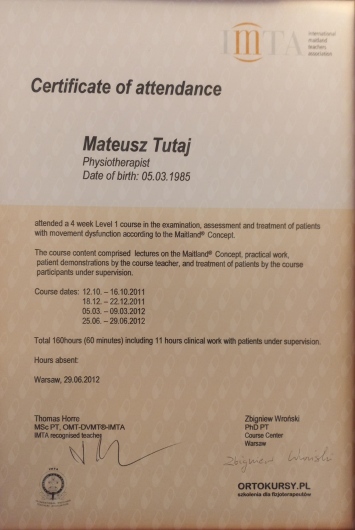 IMTA
international
maitland
teachers
association
Certificate of attendance
Mateusz Tutaj
Physiotherapist
Date of birth: 05.03.1985
attended a 4 week Level 1 course in the examination, assessment and treatment of patients
with movement dysfunction according to the Maitland® Concept.
The course content comprised lectures on the Maitland® Concept, practical work,
patient demonstrations by the course teacher, and treatment of patients by the course
participants under supervision.
Course dates: 12.10. – 16.10.2011
18.12. – 22.12.2011
05.03. – 09.03.2012
25.06. – 29.06.2012
Total 160hours (60 minutes) including 11 hours clinical work with patients under supervision.
Hours absent:
Warsaw, 29.06.2012
Thomas Horre
MSc PT, OMT-DVMT®-IMTA
IMTA recognised teacher
Zbigniew Wroński
PhD PT
Course Center
Warsaw
Zbigniew Wroński
ORTOKURSY.PL
szkolenia dla fizjoterapeutów